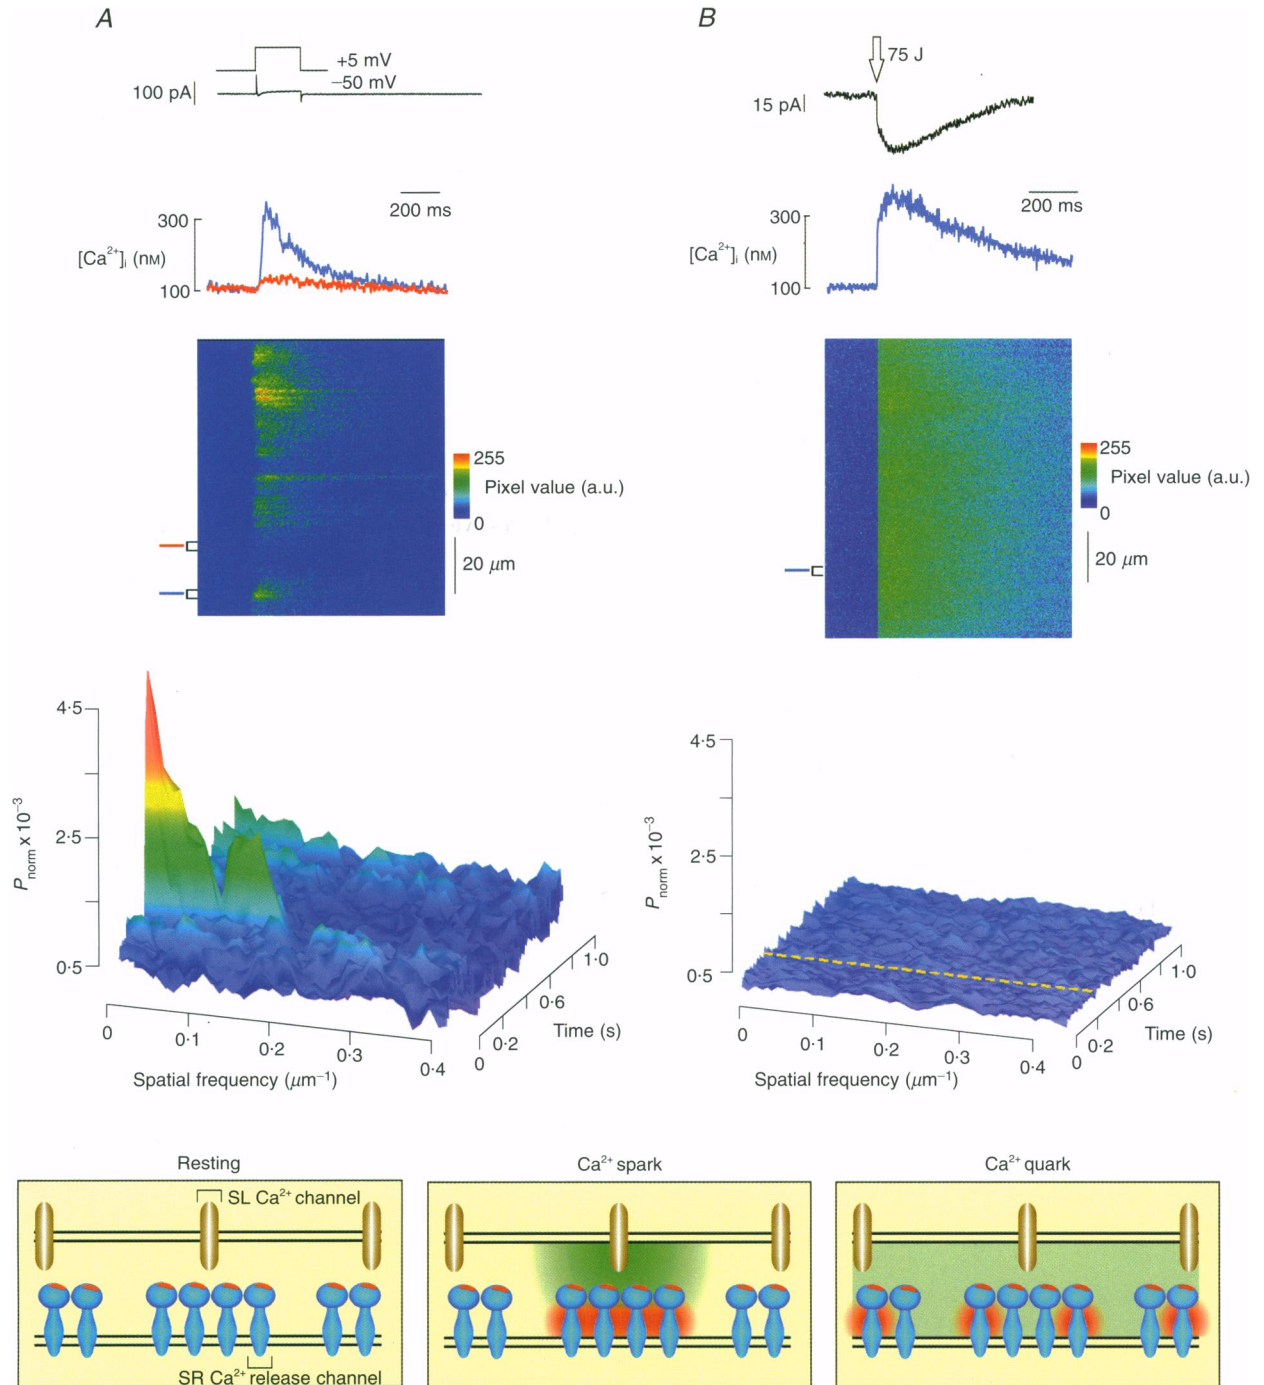 A
+5 mV
−50 mV
100 pA
200 ms
300
[Ca²⁺]ᵢ (nM)
100
255
Pixel value (a.u.)
0
20 μm
4·5
2·5
0·5
P_norm x 10⁻³
0
0·1
0·2
0·3
0·4
Spatial frequency (μm⁻¹)
0
0·2
0·6
1·0
Time (s)
B
75 J
15 pA
200 ms
300
[Ca²⁺]ᵢ (nM)
100
255
Pixel value (a.u.)
0
20 μm
4·5
2·5
0·5
P_norm x 10⁻³
0
0·1
0·2
0·3
0·4
Spatial frequency (μm⁻¹)
0
0·2
0·6
1·0
Time (s)
Resting
SL Ca²⁺ channel
SR Ca²⁺ release channel
Ca²⁺ spark
Ca²⁺ quark